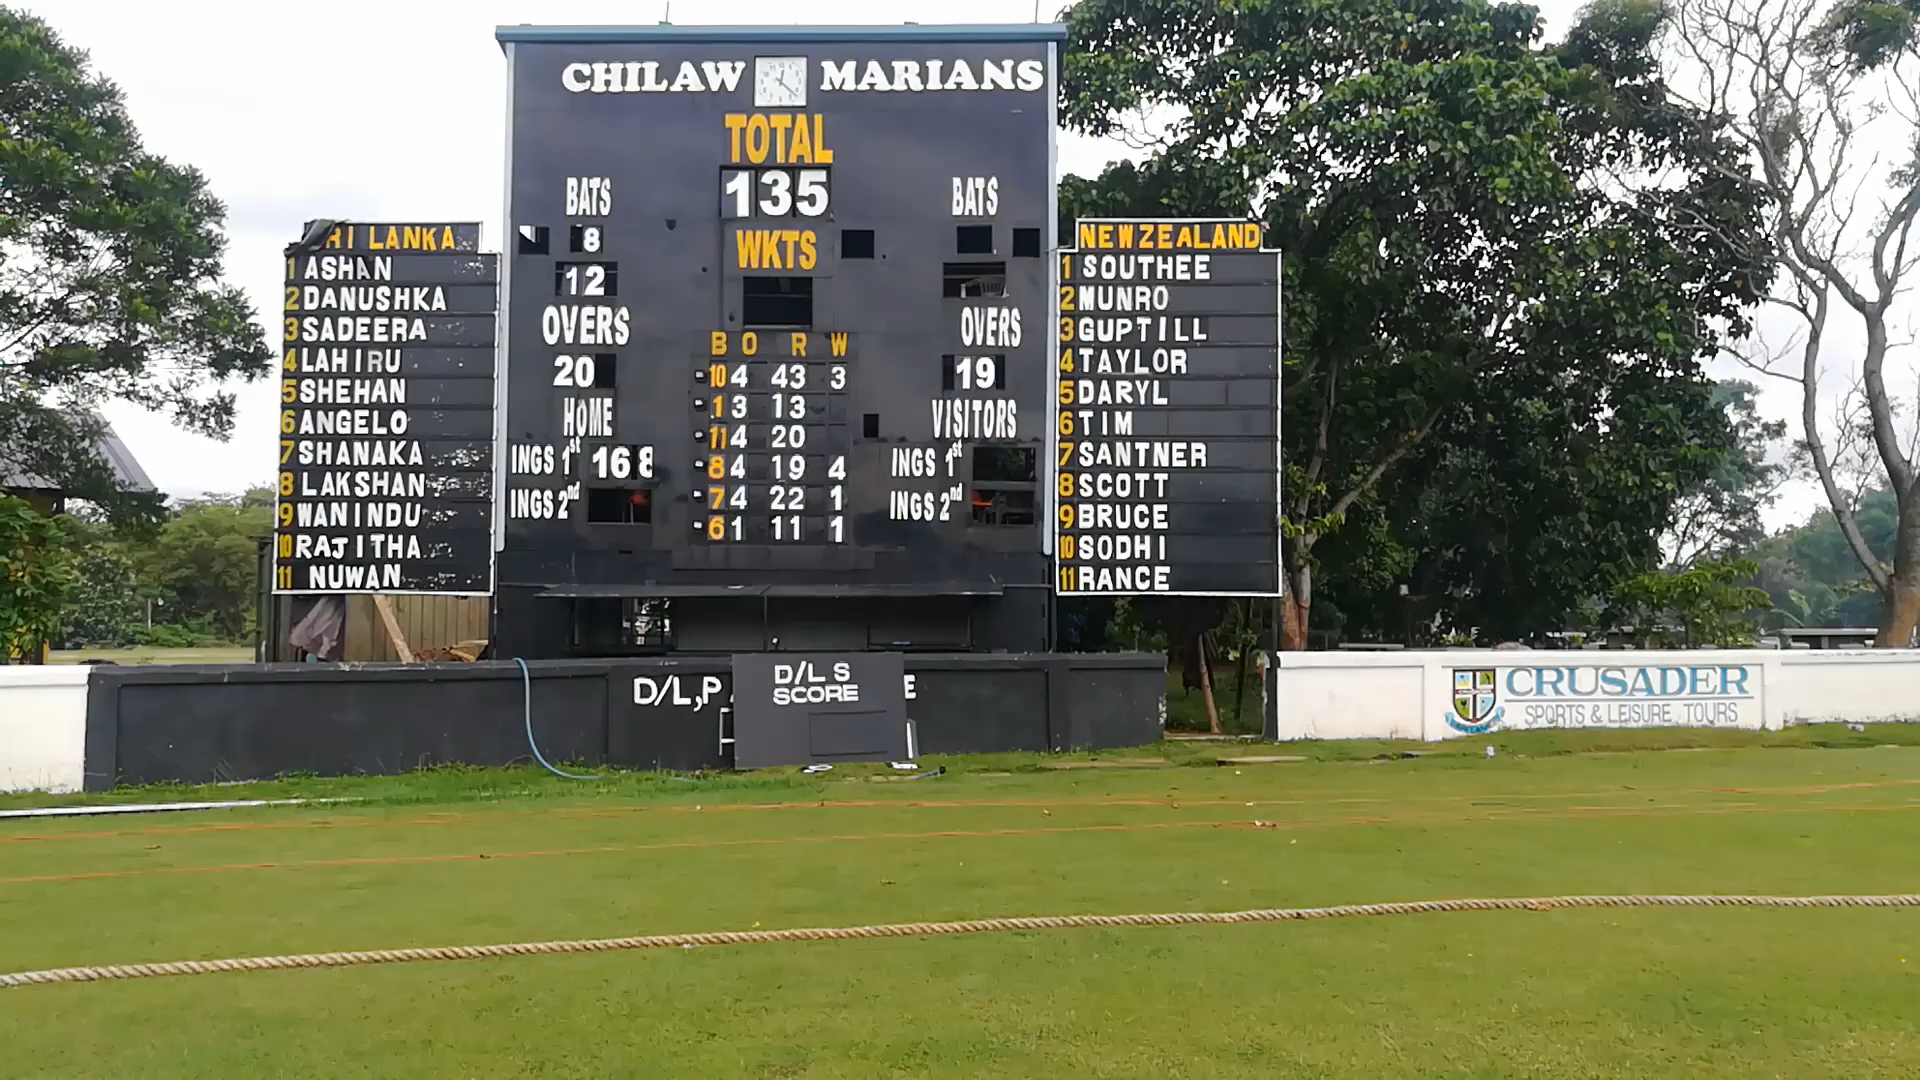 CHILAW MARIANS
TOTAL
135
WKTS
BATS
8
12
OVERS
20
HOME
INGS 1st 168
INGS 2nd
B O R W
10 4 43 3
1 3 13
11 4 20
8 4 19 4
7 4 22 1
6 1 11 1
BATS
OVERS
19
VISITORS
INGS 1st
INGS 2nd
RI LANKA
1 ASHAN
2 DANUSHKA
3 SADEERA
4 LAHIRU
5 SHEHAN
6 ANGELO
7 SHANAKA
8 LAKSHAN
9 WANINDU
10 RAJITHA
11 NUWAN
NEWZEALAND
1 SOUTHEE
2 MUNRO
3 GUPTILL
4 TAYLOR
5 DARYL
6 TIM
7 SANTNER
8 SCOTT
9 BRUCE
10 SODHI
11 RANCE
D/L,P
E
D/L S
SCORE
CRUSADER
SPORTS & LEISURE TOURS